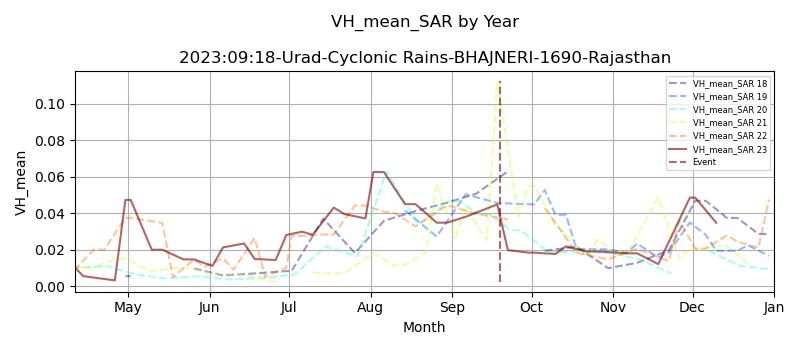 VH_mean_SAR by Year
2023:09:18-Urad-Cyclonic Rains-BHAJNERI-1690-Rajasthan
VH_mean
0.10
0.08
0.06
0.04
0.02
0.00
VH_mean_SAR 18
VH_mean_SAR 19
VH_mean_SAR 20
VH_mean_SAR 21
VH_mean_SAR 22
VH_mean_SAR 23
Event
May Jun Jul Aug Sep Oct Nov Dec Jan
Month